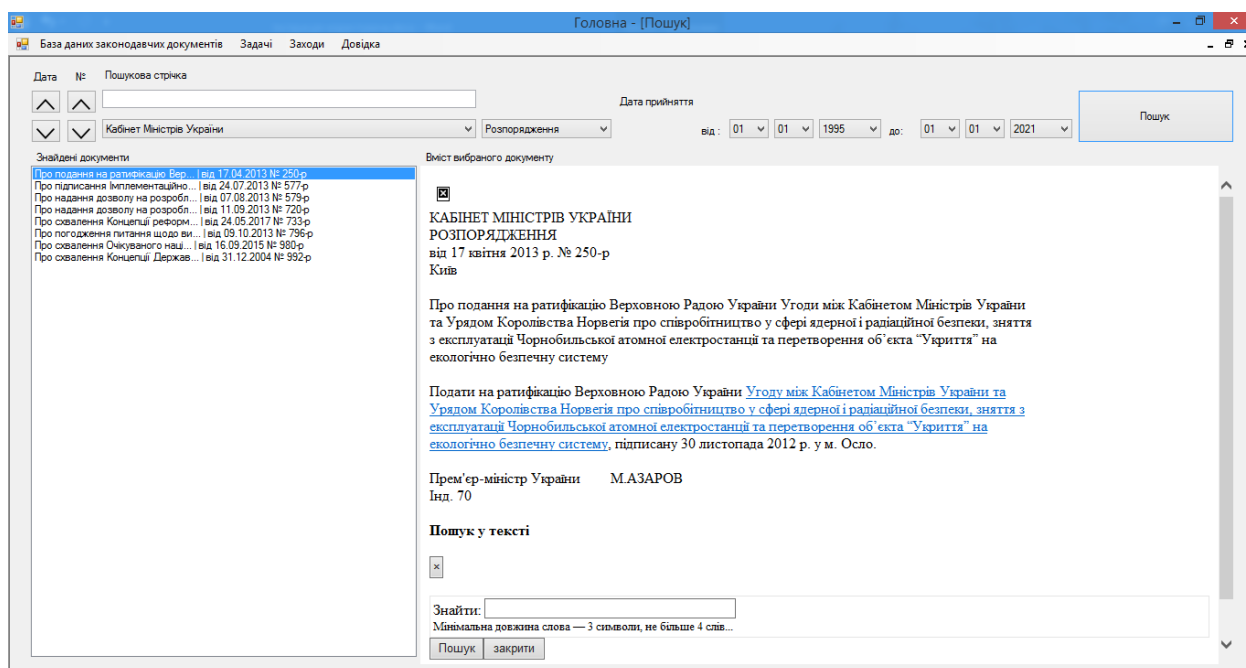 Головна - [Пошук]
База даних законодавчих документів Задачі Заходи Довідка
Дата № Пошукова стрічка
Дата прийняття
Кабінет Міністрів України Розпорядження від : 01 01 1995 до: 01 01 2021 Пошук
Знайдені документи
Про подання на ратифікацію Вер... | від 17.04.2013 № 250-р
Про підписання Імплементаційно... | від 24.07.2013 № 577-р
Про надання дозволу на розробл... | від 07.08.2013 № 579-р
Про надання дозволу на розробл... | від 11.09.2013 № 720-р
Про схвалення Концепції реформ... | від 24.05.2017 № 733-р
Про погодження питання щодо ви... | від 09.10.2013 № 796-р
Про схвалення Очікуваного наці... | від 16.09.2015 № 980-р
Про схвалення Концепції Держав... | від 31.12.2004 № 992-р
Вміст вибраного документу
КАБІНЕТ МІНІСТРІВ УКРАЇНИ
РОЗПОРЯДЖЕННЯ
від 17 квітня 2013 р. № 250-р
Київ
Про подання на ратифікацію Верховною Радою України Угоди між Кабінетом Міністрів України
та Урядом Королівства Норвегія про співробітництво у сфері ядерної і радіаційної безпеки, зняття
з експлуатації Чорнобильської атомної електростанції та перетворення об’єкта “Укриття” на
екологічно безпечну систему
Подати на ратифікацію Верховною Радою України Угоду між Кабінетом Міністрів України та
Урядом Королівства Норвегія про співробітництво у сфері ядерної і радіаційної безпеки, зняття з
експлуатації Чорнобильської атомної електростанції та перетворення об’єкта “Укриття” на
екологічно безпечну систему, підписану 30 листопада 2012 р. у м. Осло.
Прем'єр-міністр України М.АЗАРОВ
Інд. 70
Пошук у тексті
×
Знайти:
Мінімальна довжина слова — 3 символи, не більше 4 слів...
Пошук закрити